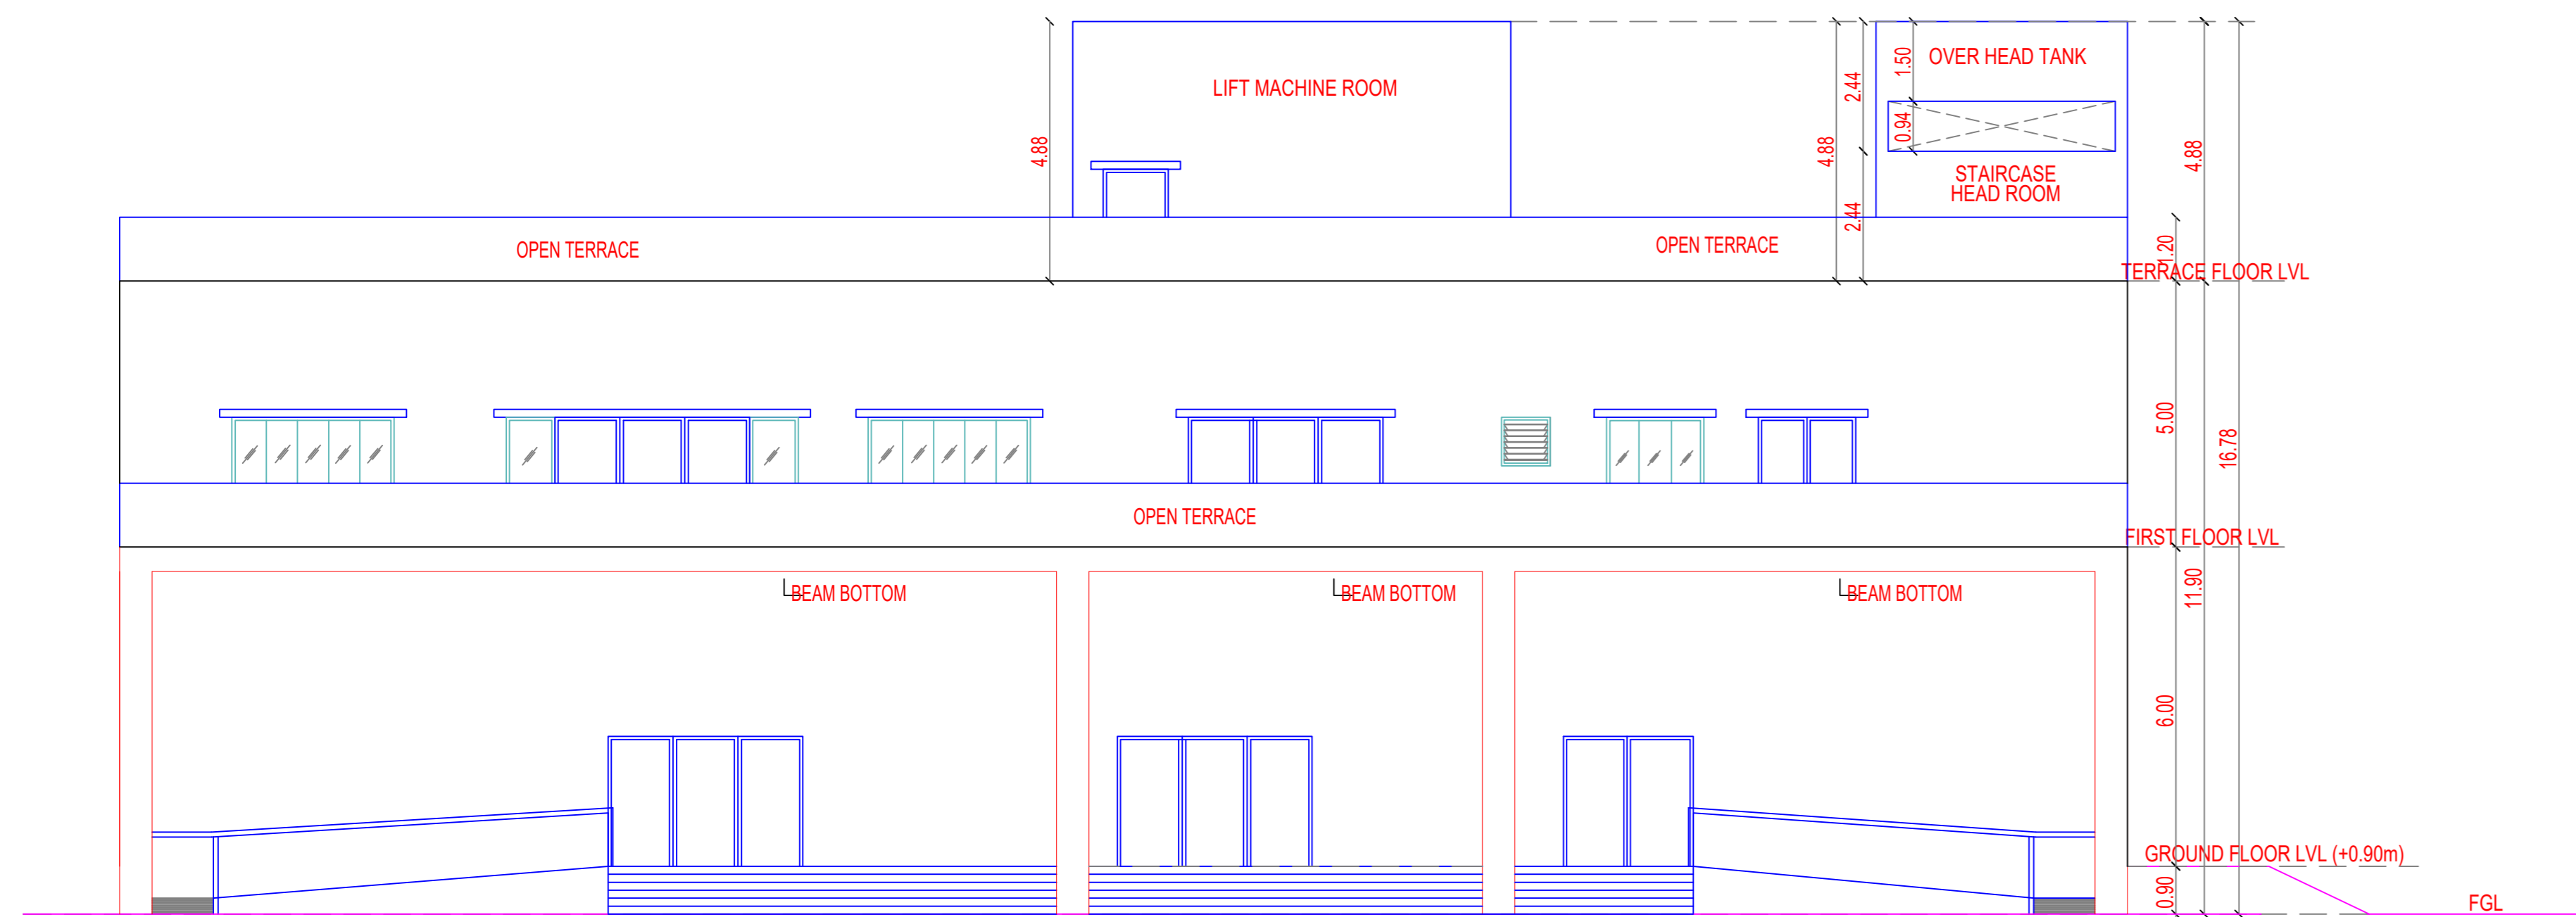 OVER HEAD TANK
1.50
LIFT MACHINE ROOM
2.44
0.94
4.88
4.88
4.88
STAIRCASE
HEAD ROOM
2.44
OPEN TERRACE
OPEN TERRACE
1.20
TERRACE FLOOR LVL
5.00
16.78
OPEN TERRACE
FIRST FLOOR LVL
BEAM BOTTOM
BEAM BOTTOM
BEAM BOTTOM
11.90
6.00
GROUND FLOOR LVL (+0.90m)
0.90
FGL